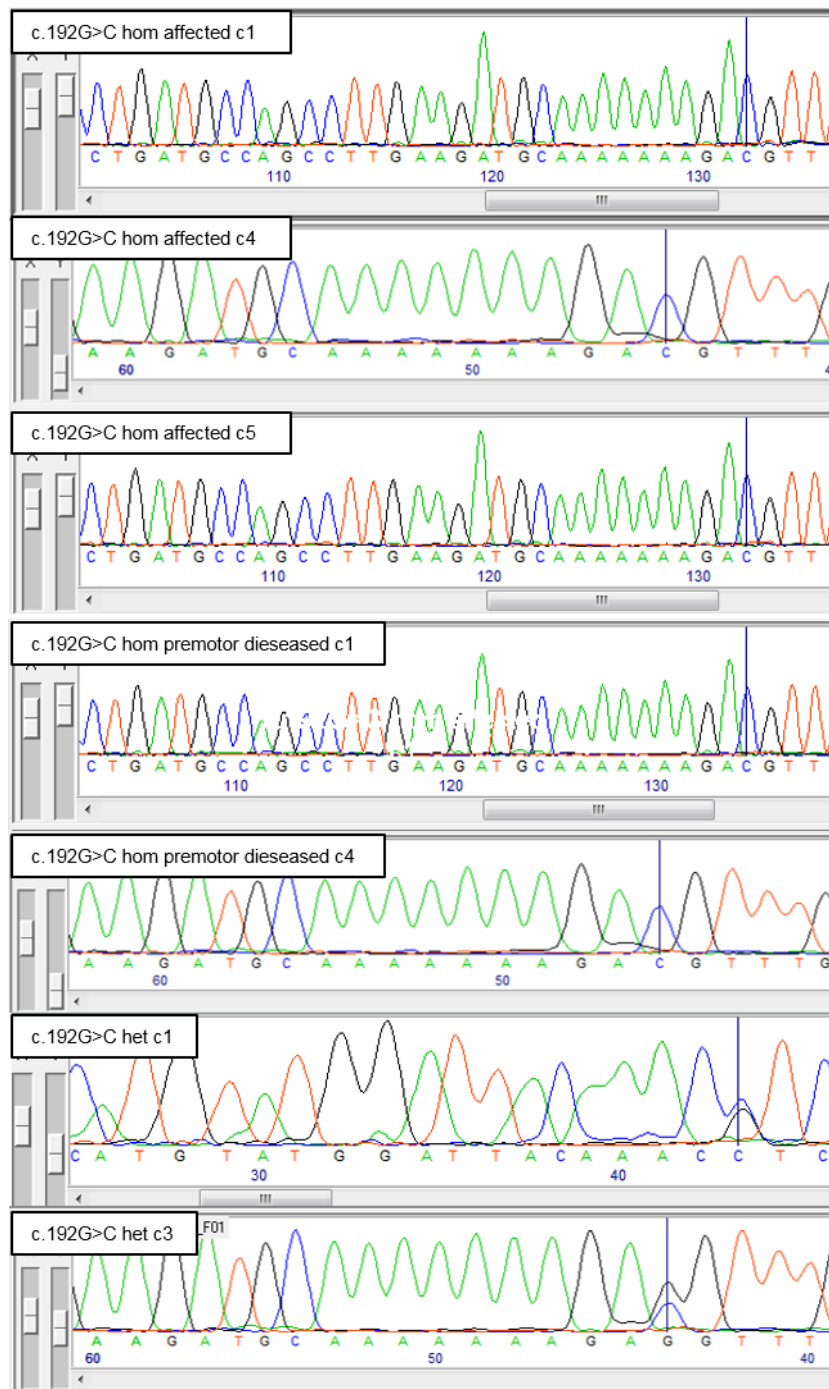 c.192G>C hom affected c1
X Y
C T G A T G C C A G C C T T G A A G A T G C A A A A A A A G A C G T T
110 120 130
c.192G>C hom affected c4
X Y
A A G A T G C A A A A A A A G A C G T T T
60 50 4
c.192G>C hom affected c5
X Y
C T G A T G C C A G C C T T G A A G A T G C A A A A A A A G A C G T T
110 120 130
c.192G>C hom premotor dieseased c1
X Y
C T G A T G C C A G C C T T G A A G A T G C A A A A A A A G A C G T T
110 120 130
c.192G>C hom premotor dieseased c4
A A G A T G C A A A A A A A G A C G T T T G
60 50
c.192G>C het c1
C A T G T A T G G A T T A C A A A C C T C
30 40
c.192G>C het c3 _F01
A A G A T G C A A A A A A A G A G G T T T
60 50 40